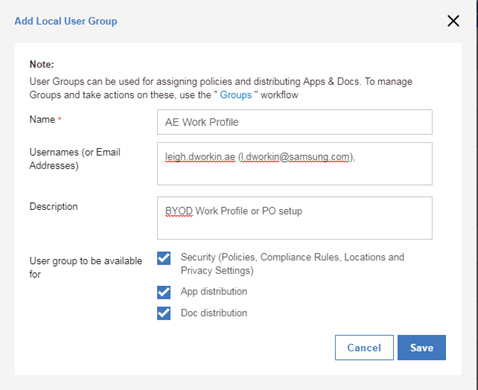 Add Local User Group
Note:
User Groups can be used for assigning policies and distributing Apps & Docs. To manage
Groups and take actions on these, use the " Groups " workflow
Name *
AE Work Profile
Usernames (or Email
Addresses)
leigh.dworkin.ae (l.dworkin@samsung.com),
Description
BYOD Work Profile or PO setup
User group to be available
for
Security (Policies, Compliance Rules, Locations and
Privacy Settings)
App distribution
Doc distribution
Cancel
Save